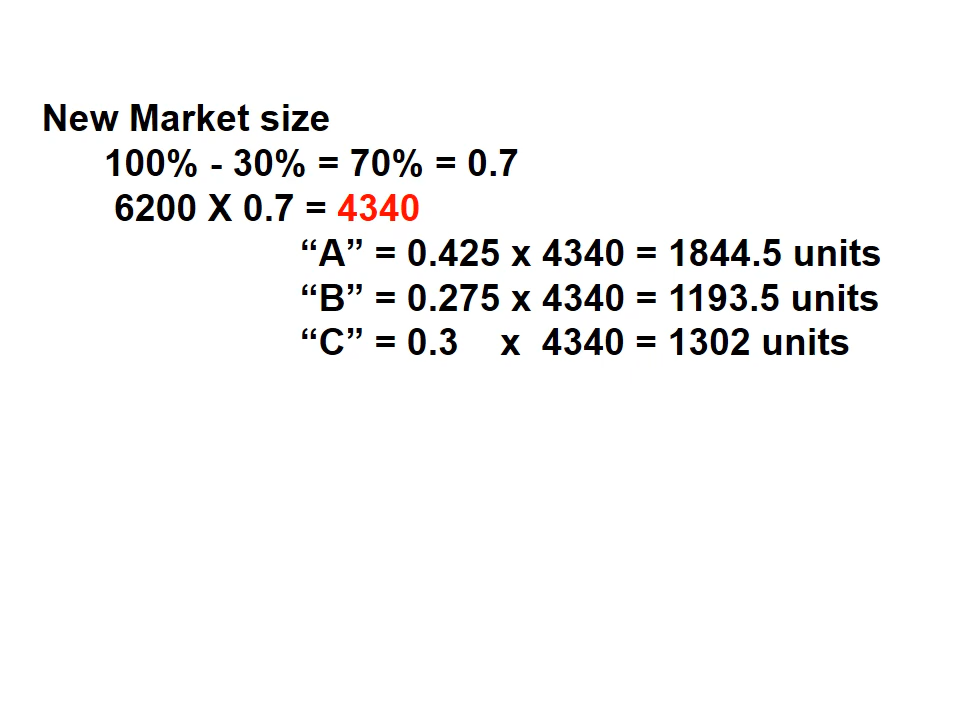 New Market size
100% - 30% = 70% = 0.7
6200 X 0.7 = 4340
“A” = 0.425 x 4340 = 1844.5 units
“B” = 0.275 x 4340 = 1193.5 units
“C” = 0.3 x 4340 = 1302 units